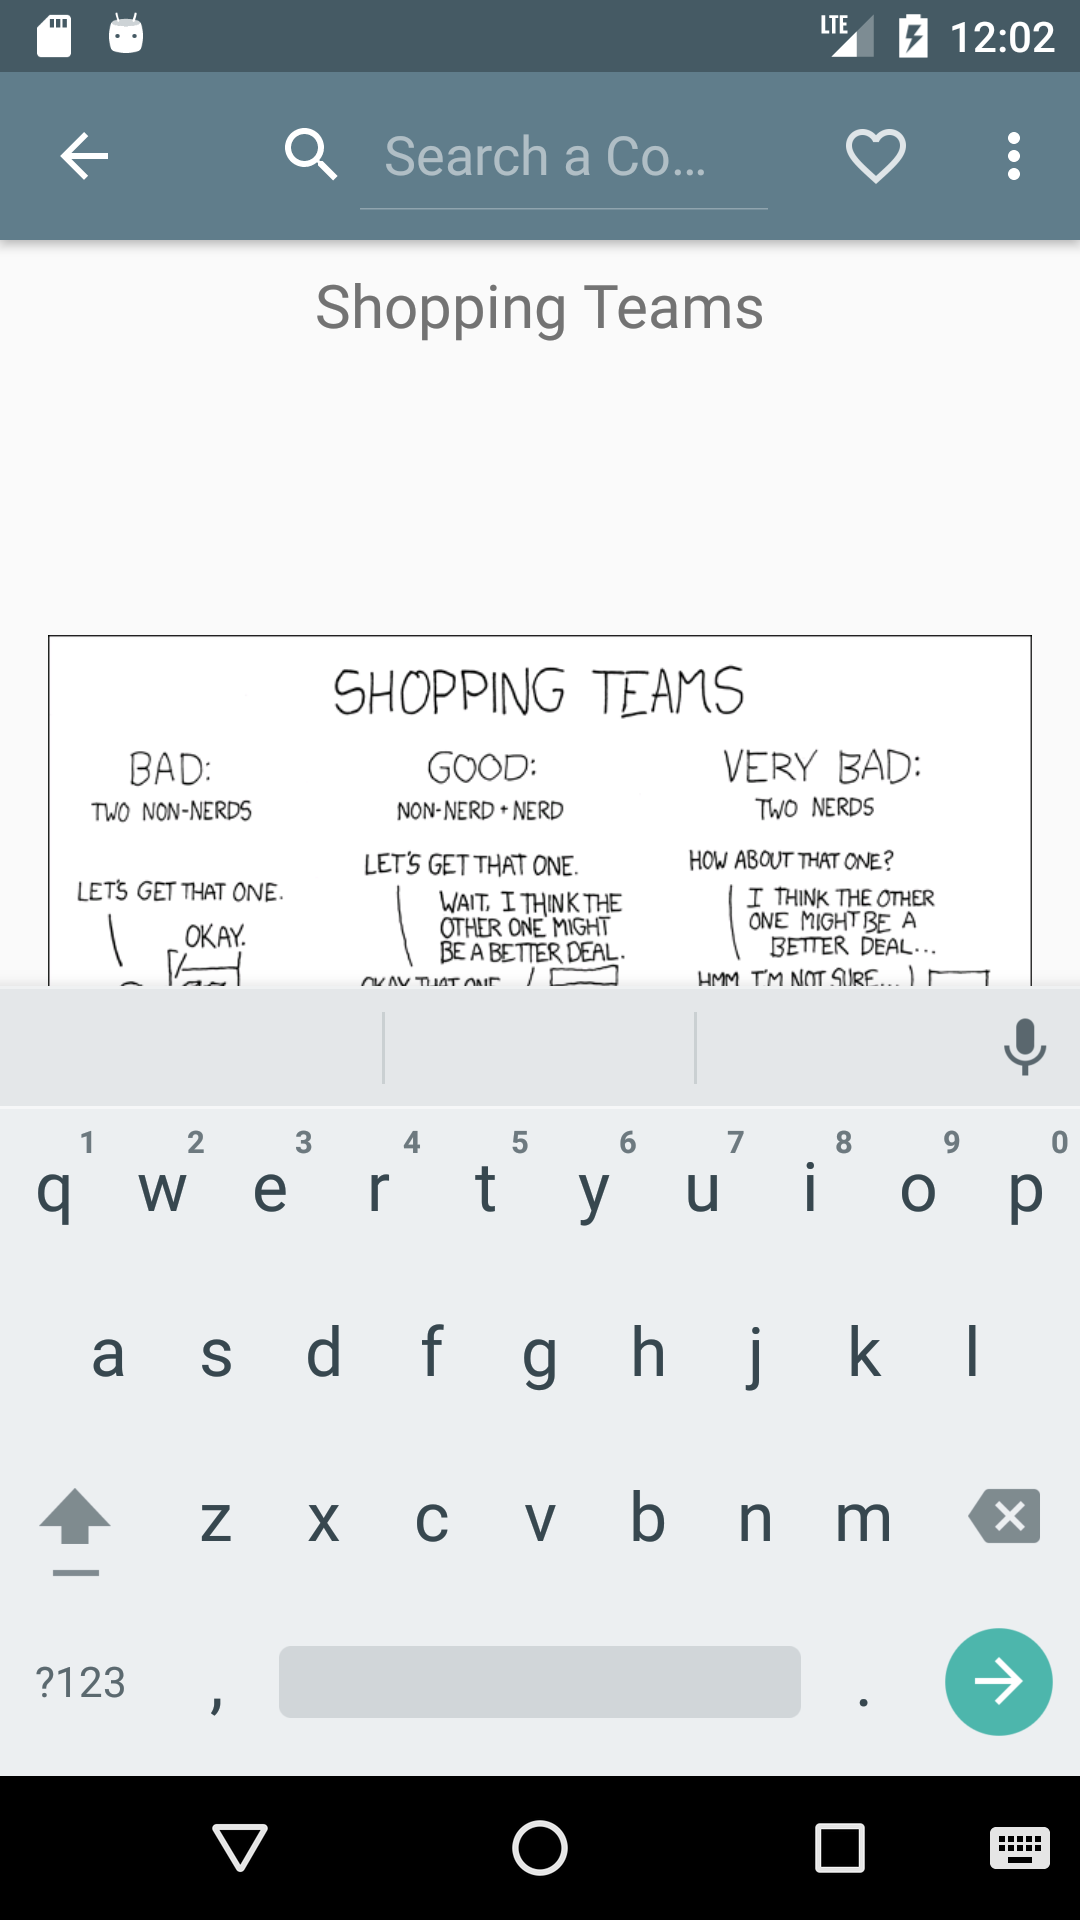 LTE 12:02
Search a Co...
Shopping Teams
SHOPPING TEAMS
BAD:
TWO NON-NERDS
LET'S GET THAT ONE.
OKAY.
GOOD:
NON-NERD + NERD
LET'S GET THAT ONE.
WAIT, I THINK THE
OTHER ONE MIGHT
BE A BETTER DEAL.
OKAY THAT ONE
VERY BAD:
TWO NERDS
HOW ABOUT THAT ONE?
I THINK THE OTHER
ONE MIGHT BE A
BETTER DEAL...
HMM I'M NOT SURE...
1 2 3 4 5 6 7 8 9 0
q w e r t y u i o p
a s d f g h j k l
z x c v b n m
?123 , .